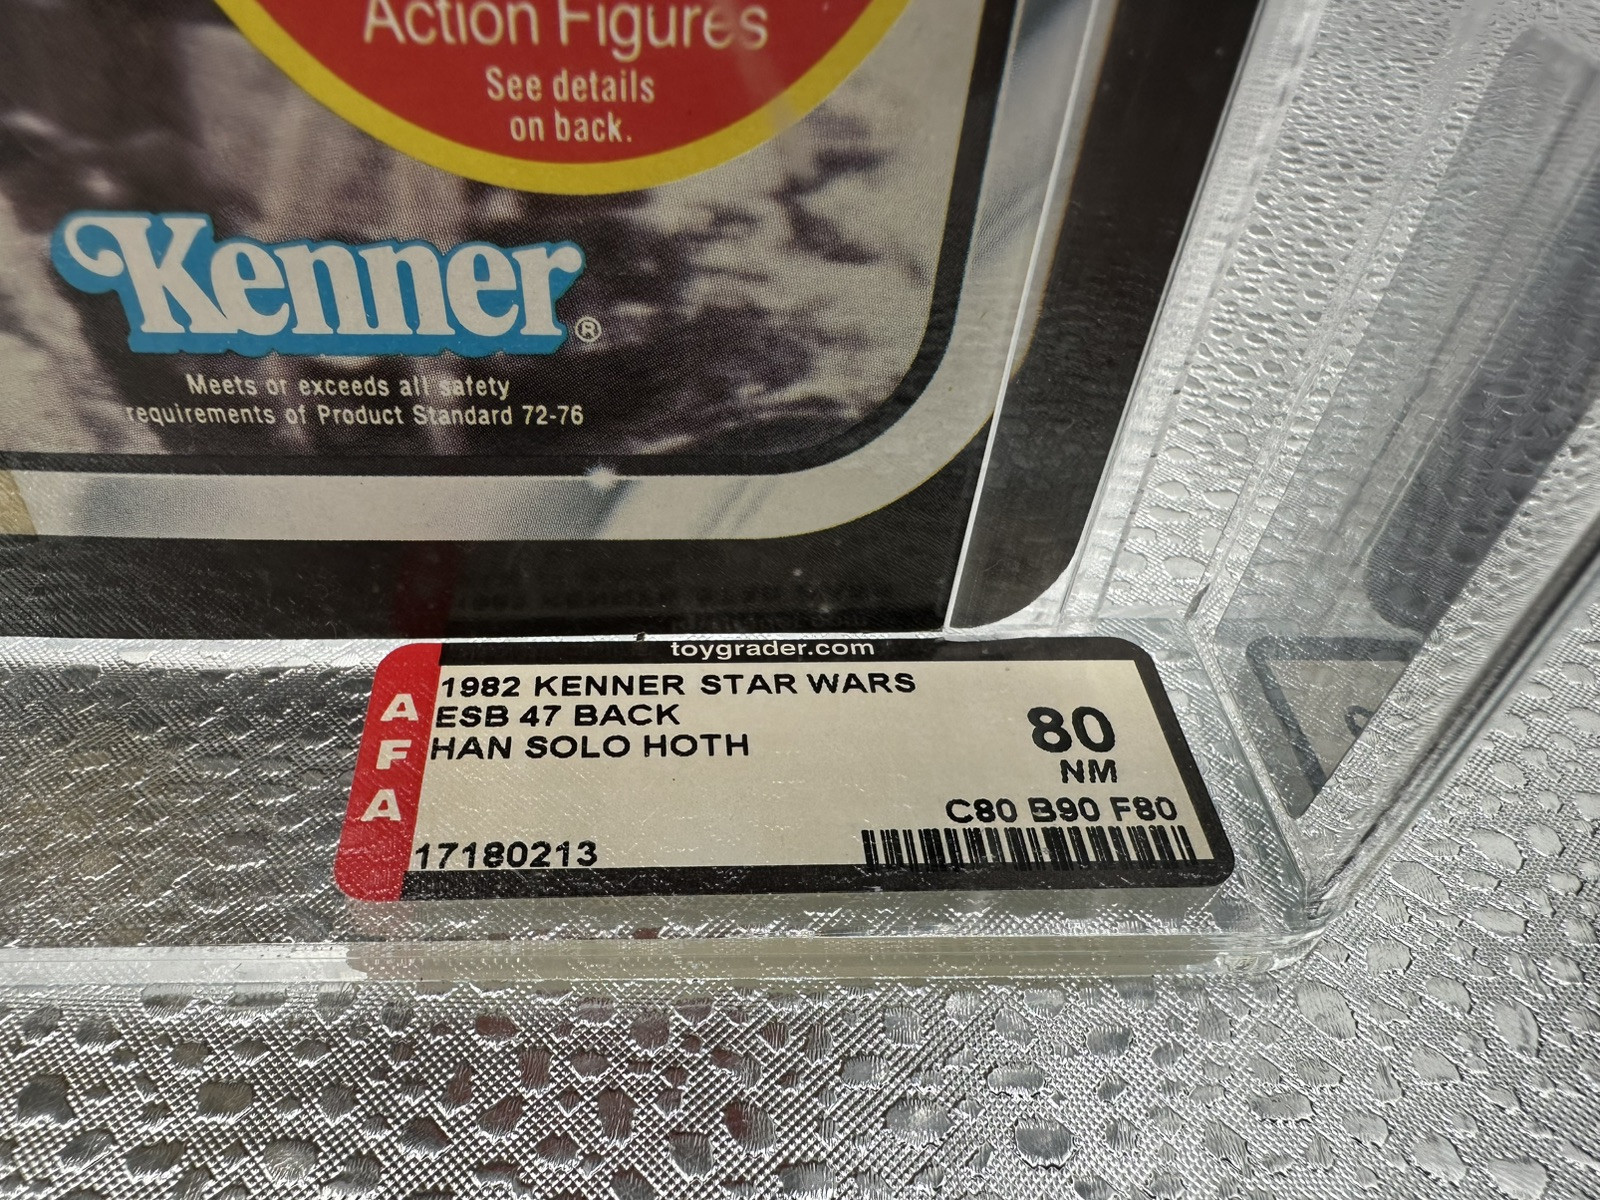 Action Figures
See details
on back.
Kenner®
Meets or exceeds all safety
requirements of Product Standard 72-76
toygrader.com
AFA
1982 KENNER STAR WARS
ESB 47 BACK
HAN SOLO HOTH
80
NM
C80 B90 F80
17180213